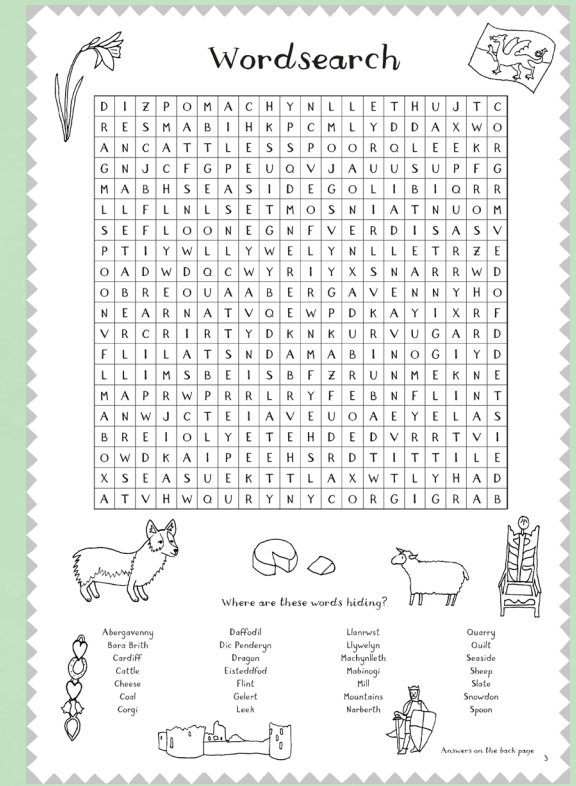 Wordsearch
D I Z P O M A C H Y N L L E T H U J T C
R E S M A B I H K P C M L Y D D A X W O
A N C A T T L E S S P O O R Q L E E K R
G N J C F G P E U Q V J A U U S U P F G
M A B H S E A S I D E G O L I B I Q R R
L L F L N L S E T M O S N I A T N U O M
S E F L O O N E G N F V E R D I S A S V
P T I Y W L L Y W E L Y N L L E T R Z E
O A D W D Q C W Y R I Y X S N A R R W D
O B R E O U A A B E R G A V E N N Y H O
N E A R N A T V Q E W P D K A Y I X R F
V R C R I R T Y D K N K U R V U G A R D
F L I L A T S N D A M A B I N O G I Y D
L L I M S B E I S B F Z R U N M E K N E
M A P R W P R R L R Y F E B N F L I N T
A N W J C T E I A V E U O A E Y E L A S
B R E I O L Y E T E H D E D V R R T V I
O W D K A I P E E H S R D T I T T I L E
X S E A S U E K T T L A X W T L Y H A D
A T V H W Q U R Y N Y C O R G I G R A B
Where are these words hiding?
Abergavenny Daffodil Llanrwst Quarry
Bara Brith Dic Penderyn Llywelyn Quilt
Cardiff Dragon Machynlleth Seaside
Cattle Eisteddfod Mabinogi Sheep
Cheese Flint Mill Slate
Coal Gelert Mountains Snowdon
Corgi Leek Narberth Spoon
Answers on the back page
3